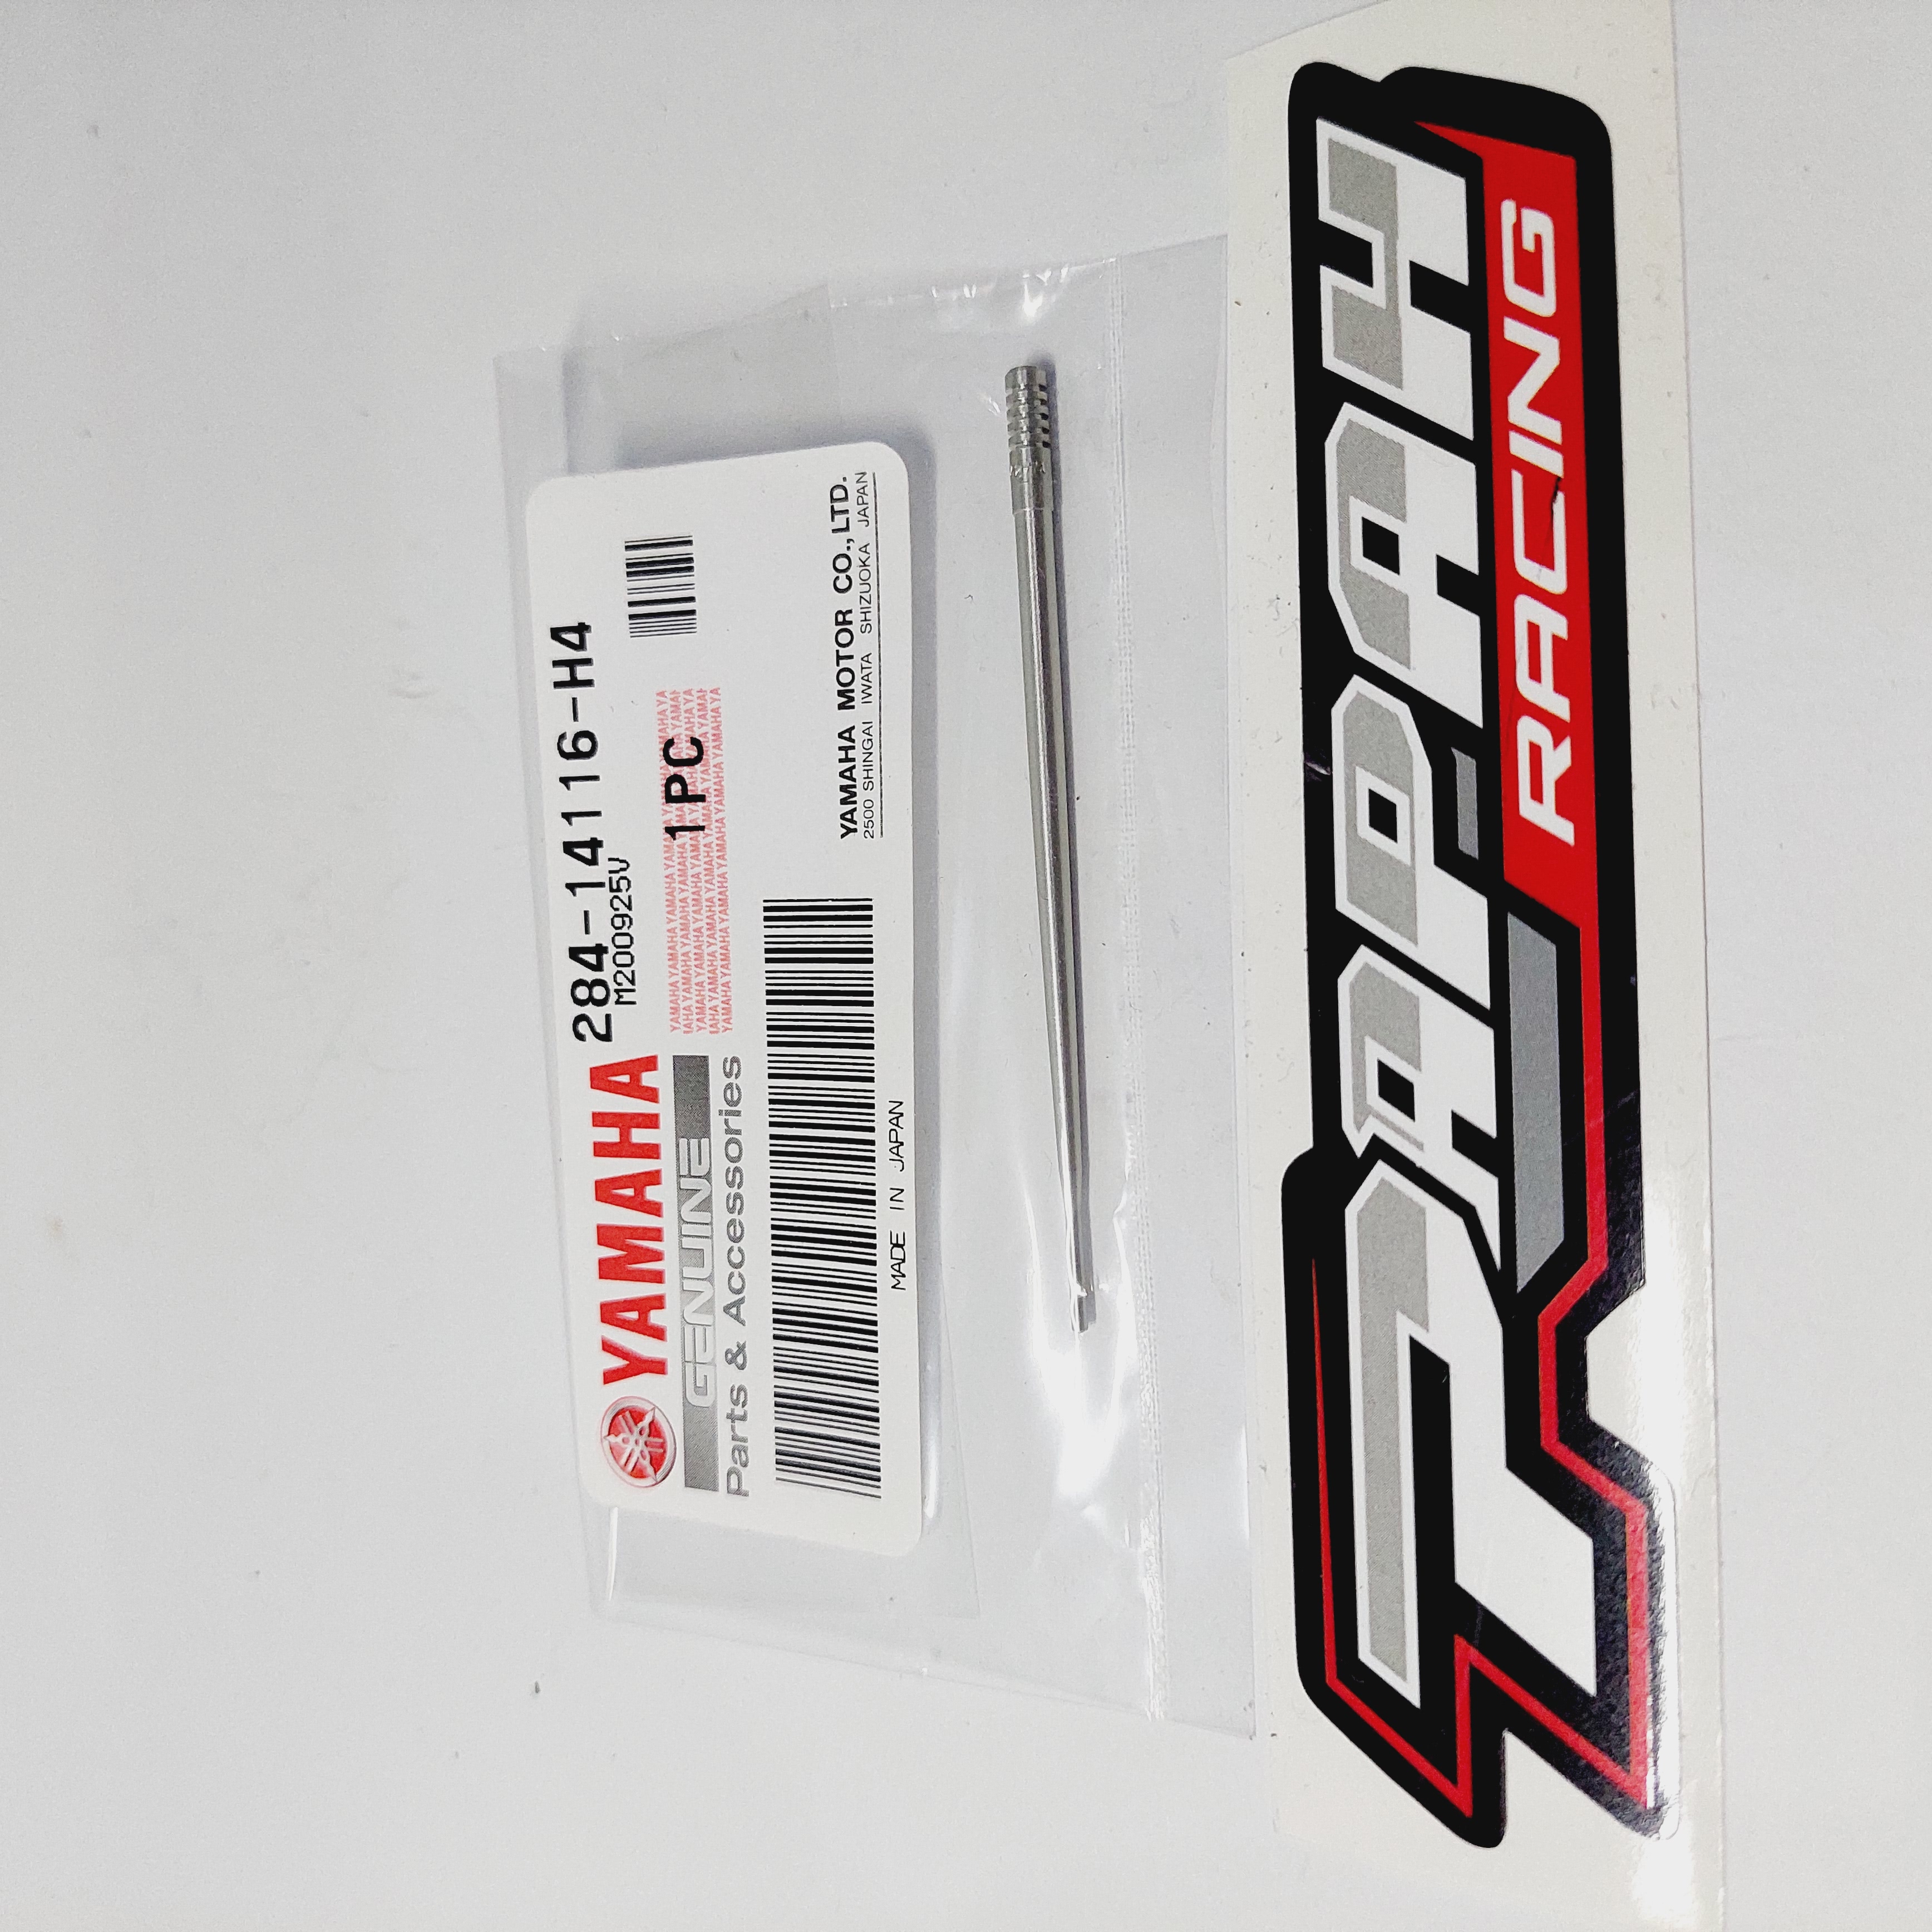 YAMAHA 284-14116-H4
M200925V
GENUINE
Parts & Accessories
YAMAHAYAMAHAYAMAHAYAMAHAYAMAHA
1 PC
YAMAHA MOTOR CO., LTD.
2500 SHINGAI IWATA SHIZUOKA JAPAN
MADE IN JAPAN
RACING